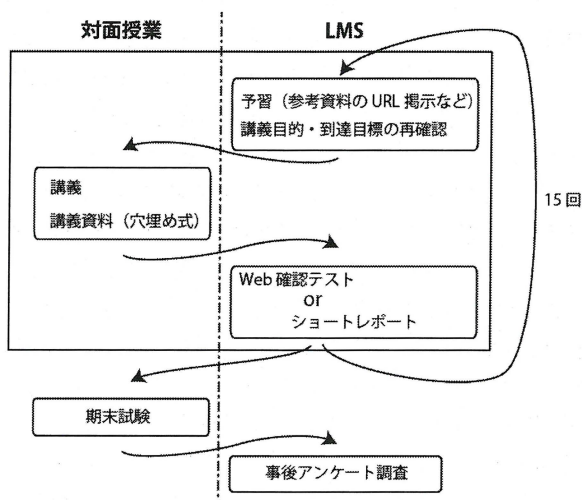 対面授業
LMS
予習（参考資料の URL 掲示など）
講義目的・到達目標の再確認
講義
講義資料（穴埋め式）
15 回
Web 確認テスト
or
ショートレポート
期末試験
事後アンケート調査